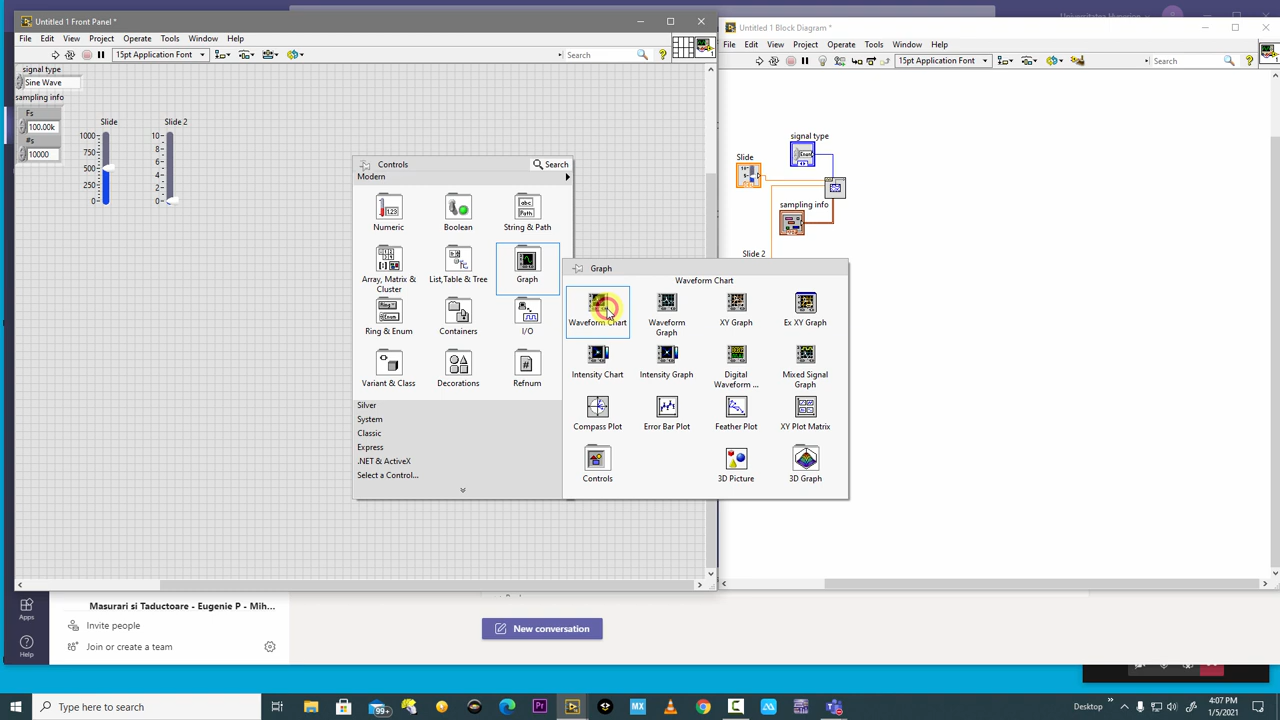 Universitatea Hyperion
Untitled 1 Front Panel *
File Edit View Project Operate Tools Window Help
15pt Application Font
Search
signal type
Sine Wave
sampling info
Fs
100.00k
#s
10000
Slide
1000
750
500
250
0
Slide 2
10
8
6
4
2
0
Controls
Search
Modern
Numeric
Boolean
String & Path
Array, Matrix & Cluster
List, Table & Tree
Graph
Ring & Enum
Containers
I/O
Variant & Class
Decorations
Refnum
Silver
System
Classic
Express
.NET & ActiveX
Select a Control...
Graph
Waveform Chart
Waveform Chart
Waveform Graph
XY Graph
Ex XY Graph
Intensity Chart
Intensity Graph
Digital Waveform ...
Mixed Signal Graph
Compass Plot
Error Bar Plot
Feather Plot
XY Plot Matrix
Controls
3D Picture
3D Graph
Untitled 1 Block Diagram *
File Edit View Project Operate Tools Window Help
15pt Application Font
Search
signal type
Slide
sampling info
Slide 2
Masurari si Taductoare - Eugenie P - Mih...
Apps
Invite people
Help
Join or create a team
New conversation
Type here to search
99+
Desktop
4:07 PM
1/5/2021